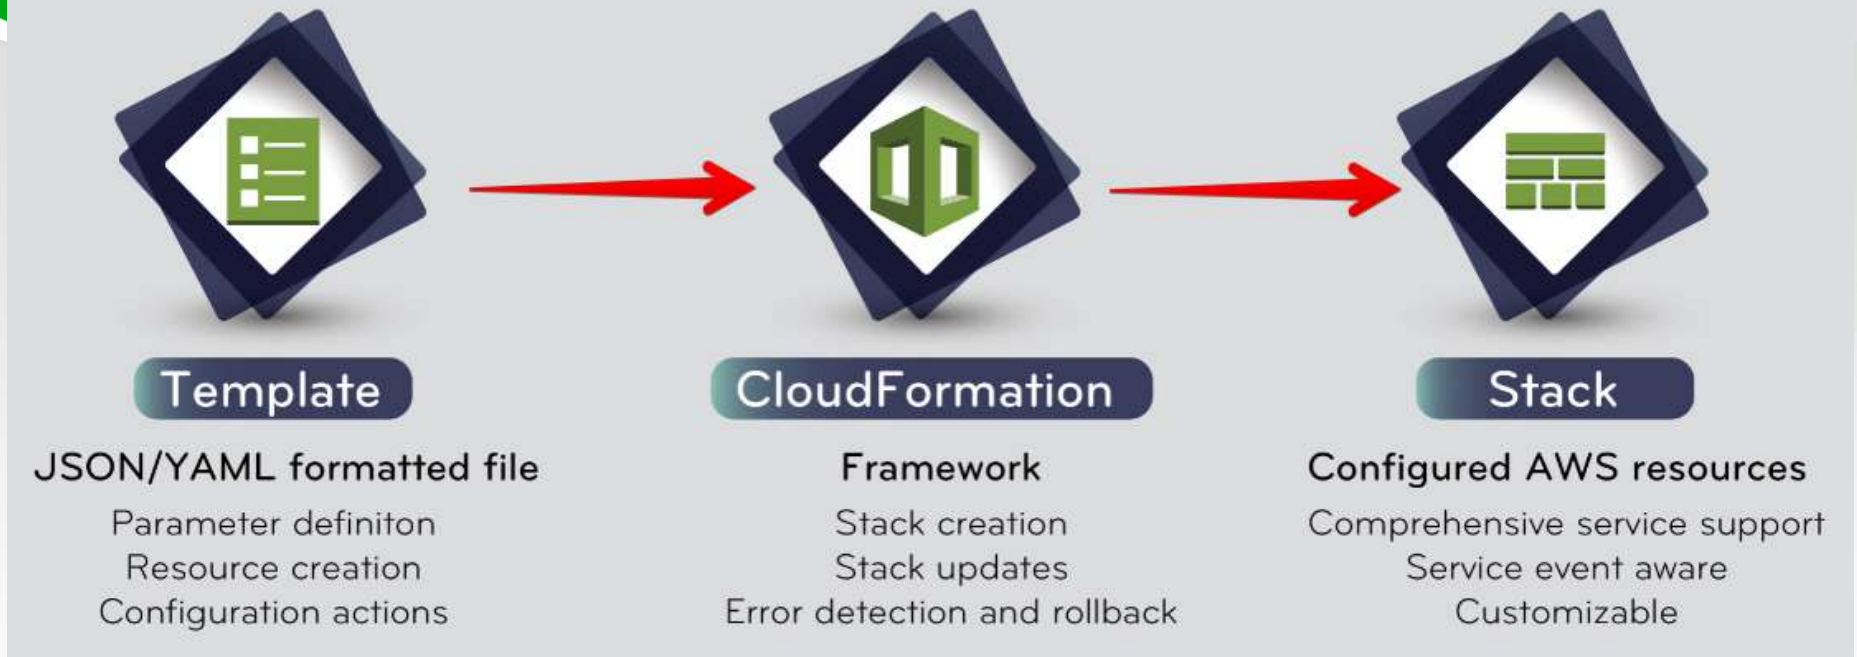 Template
JSON/YAML formatted file
Parameter definiton
Resource creation
Configuration actions
CloudFormation
Framework
Stack creation
Stack updates
Error detection and rollback
Stack
Configured AWS resources
Comprehensive service support
Service event aware
Customizable